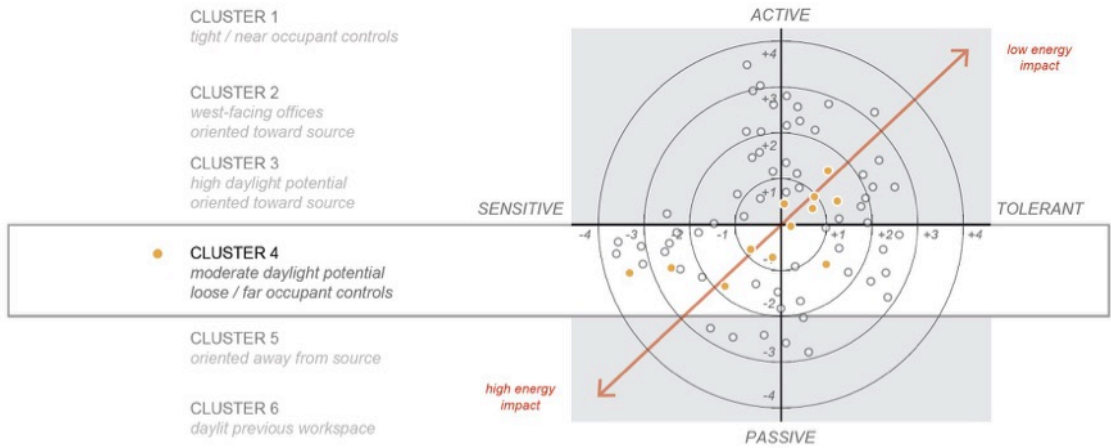 CLUSTER 1
tight / near occupant controls
CLUSTER 2
west-facing offices
oriented toward source
CLUSTER 3
high daylight potential
oriented toward source
CLUSTER 4
moderate daylight potential
loose / far occupant controls
CLUSTER 5
oriented away from source
CLUSTER 6
daylit previous workspace
ACTIVE
+4
+3
+2
+1
low energy
impact
SENSITIVE
TOLERANT
-4 -3 -2 -1 +1 +2 +3 +4
-2
-3
-4
high energy
impact
PASSIVE